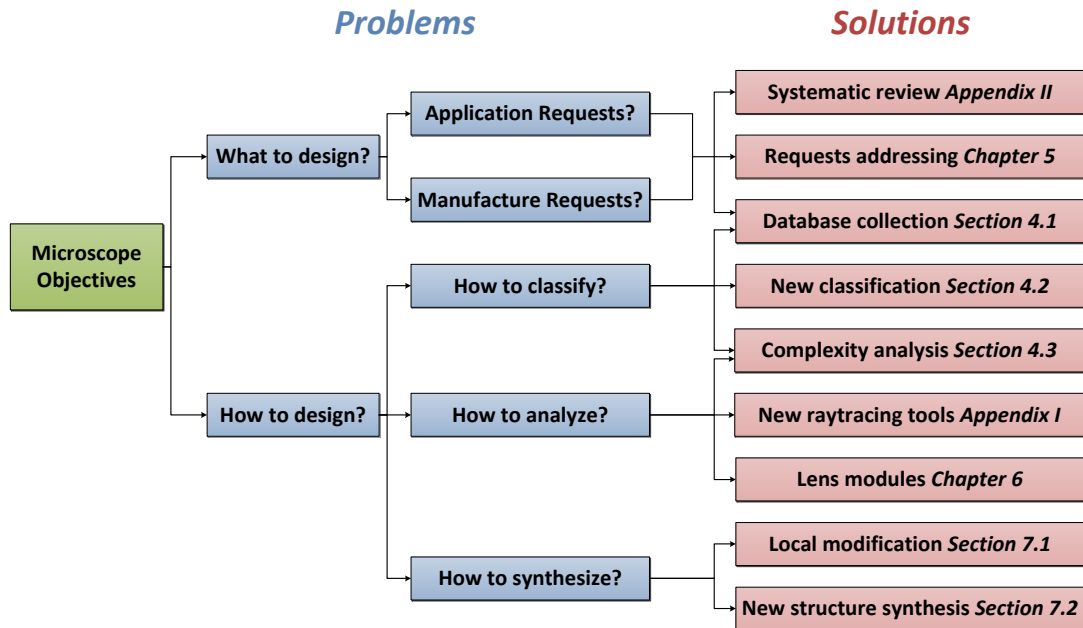 Problems
Solutions
Microscope
Objectives
What to design?
How to design?
Application Requests?
Manufacture Requests?
How to classify?
How to analyze?
How to synthesize?
Systematic review Appendix II
Requests addressing Chapter 5
Database collection Section 4.1
New classification Section 4.2
Complexity analysis Section 4.3
New raytracing tools Appendix I
Lens modules Chapter 6
Local modification Section 7.1
New structure synthesis Section 7.2